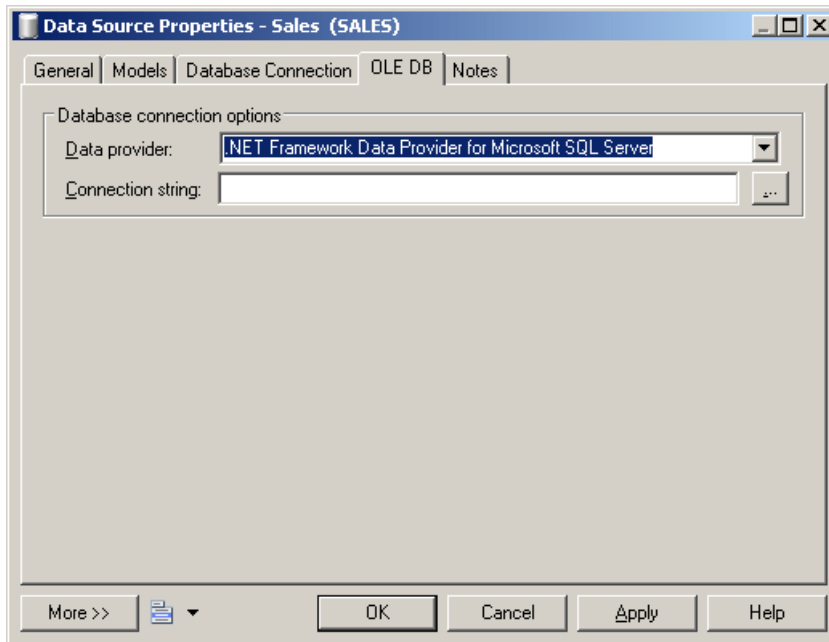 Data Source Properties - Sales (SALES)
General Models Database Connection OLE DB Notes
Database connection options
Data provider: .NET Framework Data Provider for Microsoft SQL Server
Connection string: ...
More >> OK Cancel Apply Help